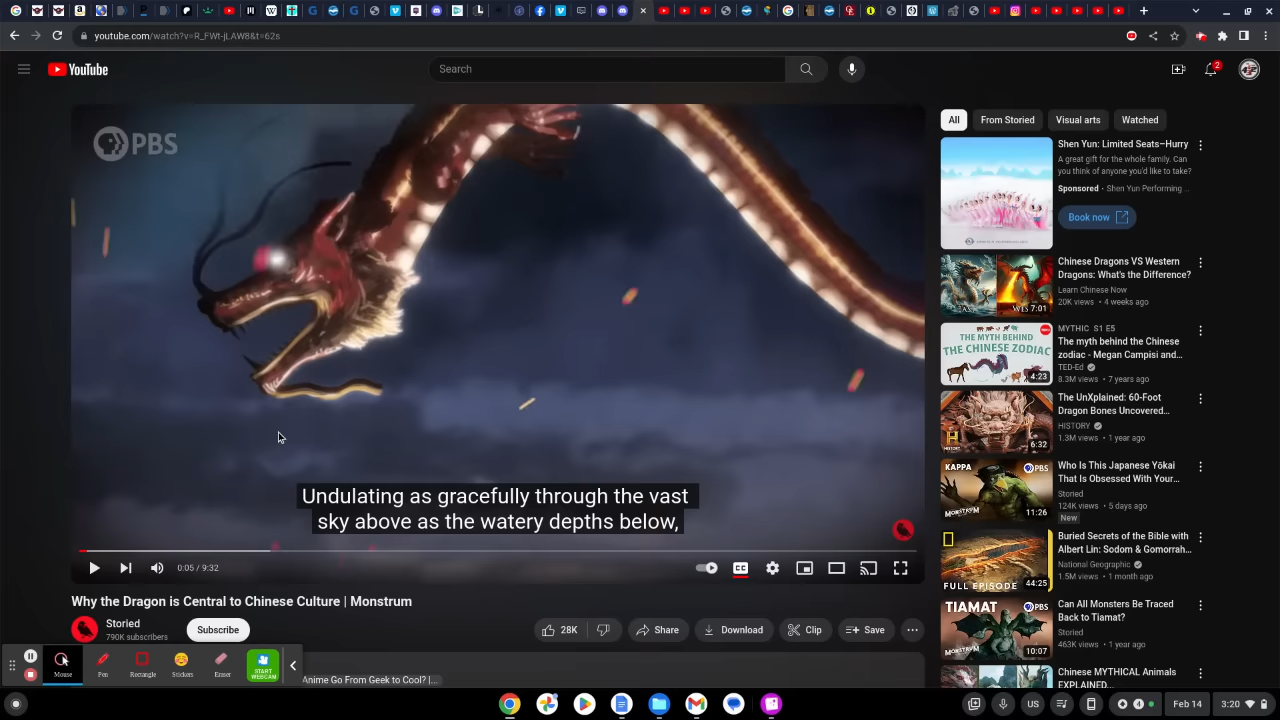 youtube.com/watch?v=R_FWt-jLAW8&t=62s
YouTube
Search
2
PBS
Undulating as gracefully through the vast
sky above as the watery depths below,
0:05 / 9:32
CC
Why the Dragon is Central to Chinese Culture | Monstrum
Storied
790K subscribers
Subscribe
28K
Share
Download
Clip
Save
Anime Go From Geek to Cool? |...
All
From Storied
Visual arts
Watched
Shen Yun: Limited Seats–Hurry
A great gift for the whole family. Can
you think of anyone you'd like to take?
Sponsored · Shen Yun Performing ...
Book now
Chinese Dragons VS Western
Dragons: What's the Difference?
Learn Chinese Now
20K views • 4 weeks ago
7:01
MYTHIC S1 E5
The myth behind the Chinese
zodiac - Megan Campisi and...
TED-Ed
8.3M views • 7 years ago
THE MYTH BEHIND
THE CHINESE ZODIAC
4:23
The UnXplained: 60-Foot
Dragon Bones Uncovered...
HISTORY
1.3M views • 1 year ago
H
HISTORY
6:32
Who Is This Japanese Yōkai
That Is Obsessed With Your...
Storied
124K views • 5 days ago
New
KAPPA
PBS
MONSTRUM
11:26
Buried Secrets of the Bible with
Albert Lin: Sodom & Gomorrah...
National Geographic
1.5M views • 1 month ago
FULL EPISODE
44:25
Can All Monsters Be Traced
Back to Tiamat?
Storied
463K views • 1 year ago
TIAMAT
PBS
MONSTRUM
10:07
Chinese MYTHICAL Animals
EXPLAINED...
Mouse
Pen
Rectangle
Stickers
Eraser
START
WEBCAM
US
4
Feb 14
3:20